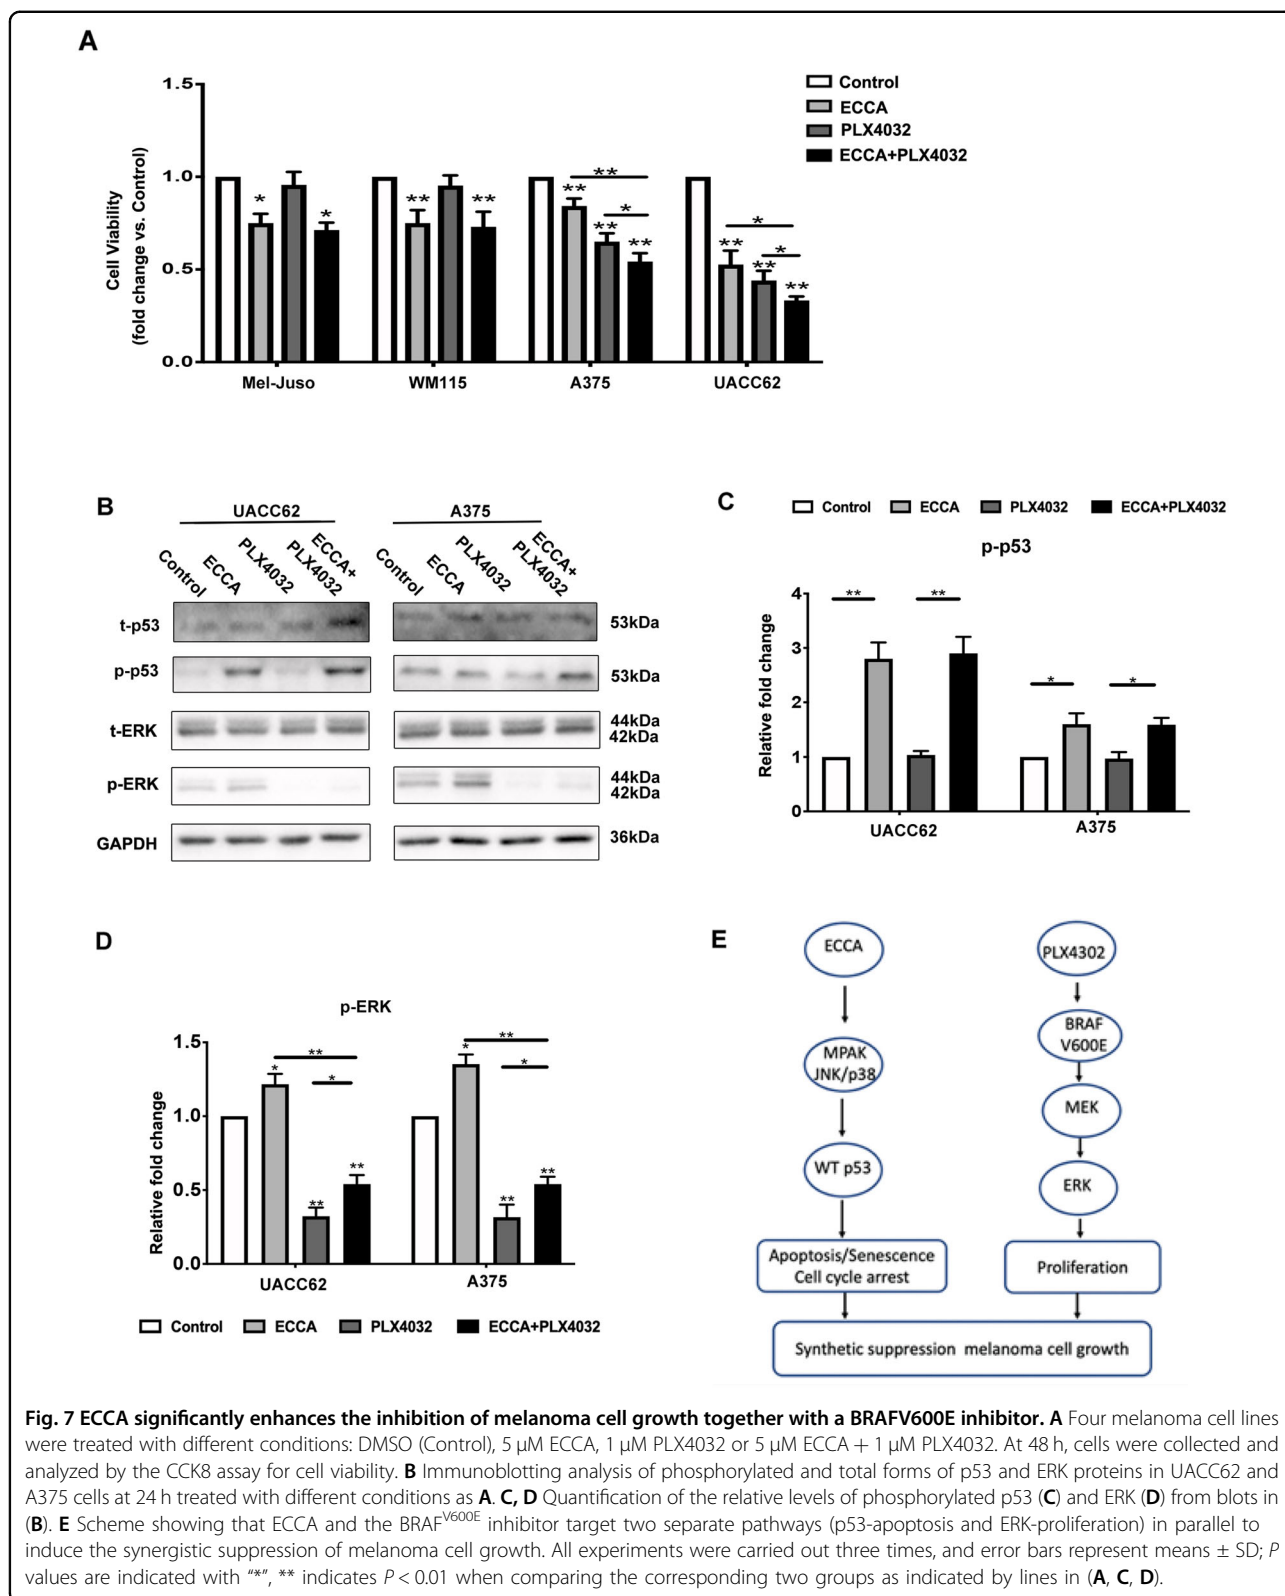 A
1.5
1.0
0.5
0.0
Cell Viability
(fold change vs. Control)
Control
ECCA
PLX4032
ECCA+PLX4032
* *
** **
** ** ** ** *
** ** ** * *
Mel-Juso WM115 A375 UACC62
B
UACC62 A375
Control ECCA PLX4032 ECCA+ PLX4032
Control ECCA PLX4032 ECCA+ PLX4032
t-p53 53kDa
p-p53 53kDa
t-ERK 44kDa
42kDa
p-ERK 44kDa
42kDa
GAPDH 36kDa
C
Control ECCA PLX4032 ECCA+PLX4032
p-p53
4
3
2
1
0
Relative fold change
** **
* *
UACC62 A375
D
p-ERK
1.5
1.0
0.5
0.0
Relative fold change
* ** ** ** *
* ** ** ** *
UACC62 A375
Control ECCA PLX4032 ECCA+PLX4032
E
ECCA
MPAK
JNK/p38
WT p53
Apoptosis/Senescence
Cell cycle arrest
PLX4302
BRAF
V600E
MEK
ERK
Proliferation
Synthetic suppression melanoma cell growth
Fig. 7 ECCA significantly enhances the inhibition of melanoma cell growth together with a BRAFV600E inhibitor. A Four melanoma cell lines
were treated with different conditions: DMSO (Control), 5 µM ECCA, 1 µM PLX4032 or 5 µM ECCA + 1 µM PLX4032. At 48 h, cells were collected and
analyzed by the CCK8 assay for cell viability. B Immunoblotting analysis of phosphorylated and total forms of p53 and ERK proteins in UACC62 and
A375 cells at 24 h treated with different conditions as A. C, D Quantification of the relative levels of phosphorylated p53 (C) and ERK (D) from blots in
(B). E Scheme showing that ECCA and the BRAFV600E inhibitor target two separate pathways (p53-apoptosis and ERK-proliferation) in parallel to
induce the synergistic suppression of melanoma cell growth. All experiments were carried out three times, and error bars represent means ± SD; P
values are indicated with “*”, ** indicates P < 0.01 when comparing the corresponding two groups as indicated by lines in (A, C, D).